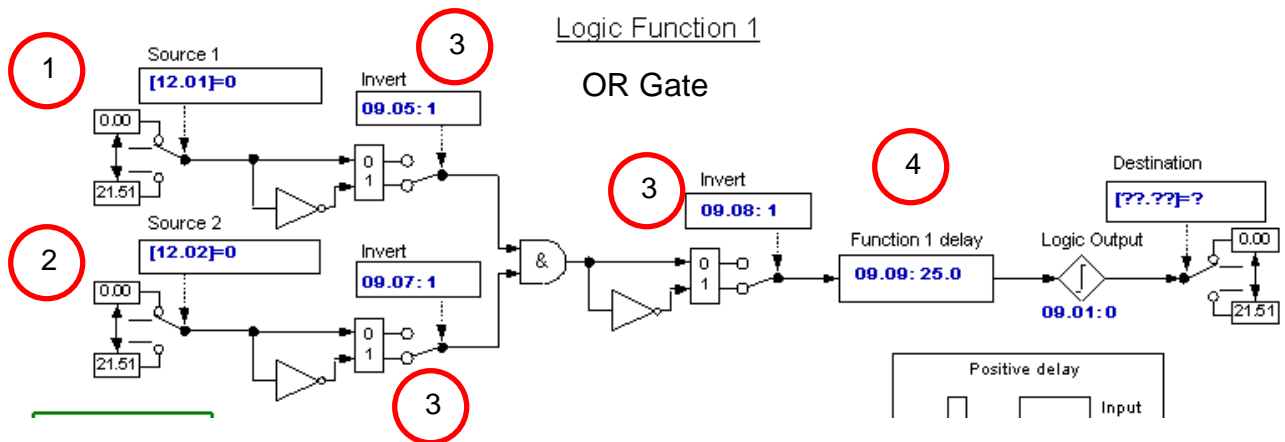 Logic Function 1
OR Gate
1
Source 1
[12.01]=0
0.00
21.51
3
Invert
09.05: 1
0
1
2
Source 2
[12.02]=0
0.00
21.51
Invert
09.07: 1
0
1
3
&
3
Invert
09.08: 1
0
1
4
Function 1 delay
09.09: 25.0
Logic Output
09.01:0
Destination
[??.??]=?
0.00
21.51
Positive delay
Input